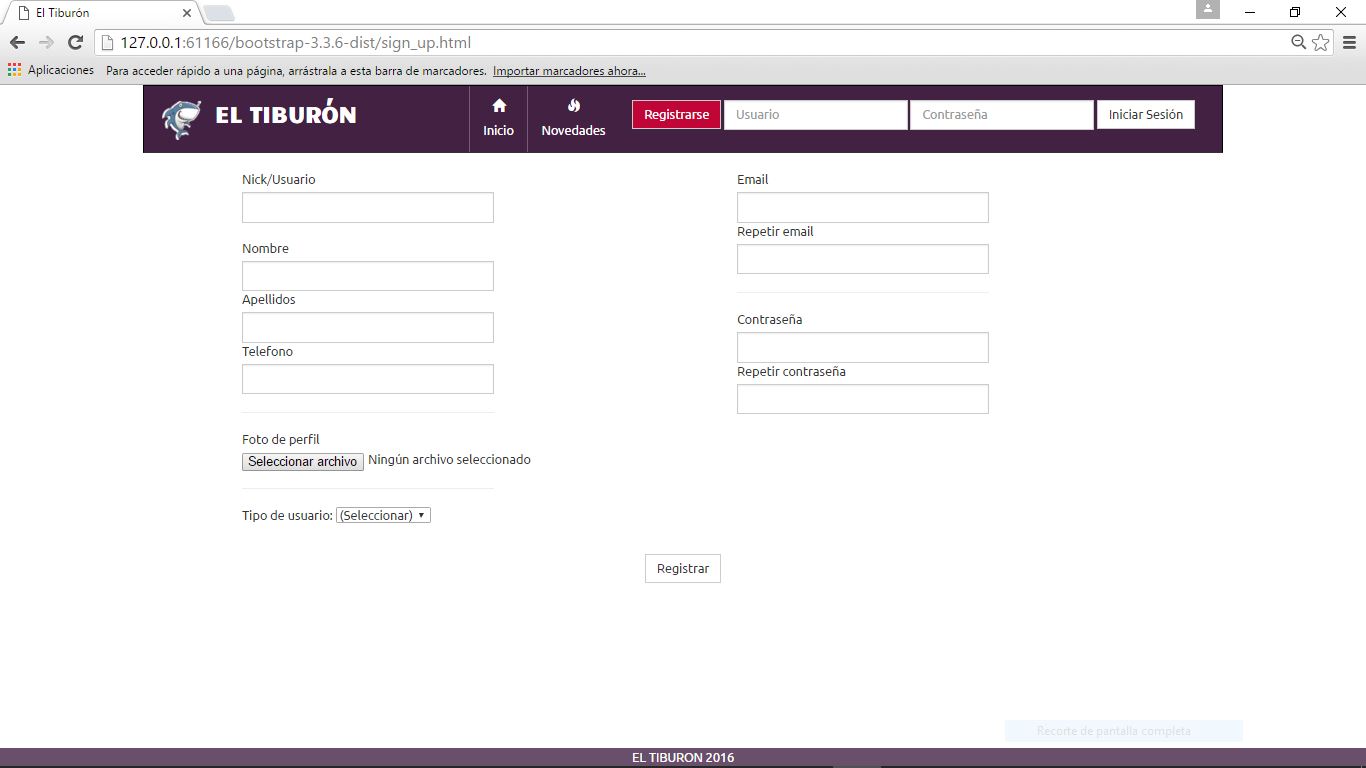 El Tiburón
127.0.0.1:61166/bootstrap-3.3.6-dist/sign_up.html
Aplicaciones Para acceder rápido a una página, arrástrala a esta barra de marcadores. Importar marcadores ahora...
EL TIBURÓN
Inicio
Novedades
Registrarse
Usuario
Contraseña
Iniciar Sesión
Nick/Usuario
Nombre
Apellidos
Telefono
Foto de perfil
Seleccionar archivo Ningún archivo seleccionado
Tipo de usuario: (Seleccionar)
Email
Repetir email
Contraseña
Repetir contraseña
Registrar
Recorte de pantalla completa
EL TIBURON 2016